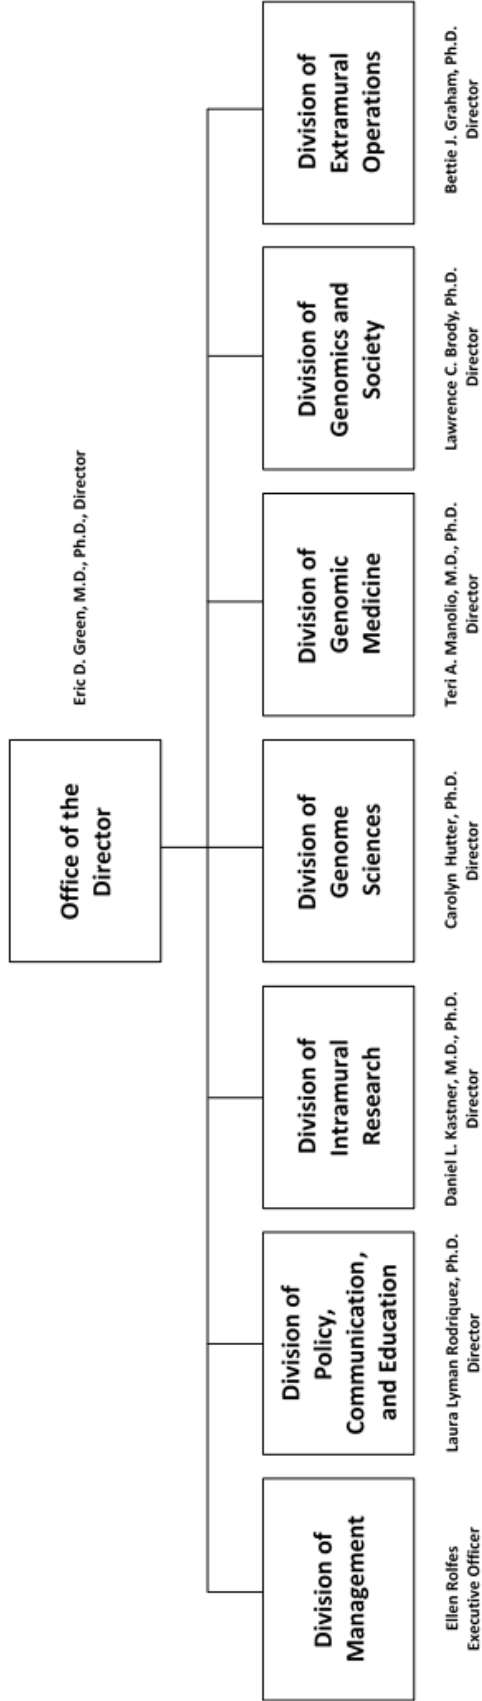 Office of the
Director
Eric D. Green, M.D., Ph.D., Director
Division of
Management
Ellen Rolfes
Executive Officer
Division of
Policy,
Communication,
and Education
Laura Lyman Rodriquez, Ph.D.
Director
Division of
Intramural
Research
Daniel L. Kastner, M.D., Ph.D.
Director
Division of
Genome
Sciences
Carolyn Hutter, Ph.D.
Director
Division of
Genomic
Medicine
Teri A. Manolio, M.D., Ph.D.
Director
Division of
Genomics and
Society
Lawrence C. Brody, Ph.D.
Director
Division of
Extramural
Operations
Bettie J. Graham, Ph.D.
Director